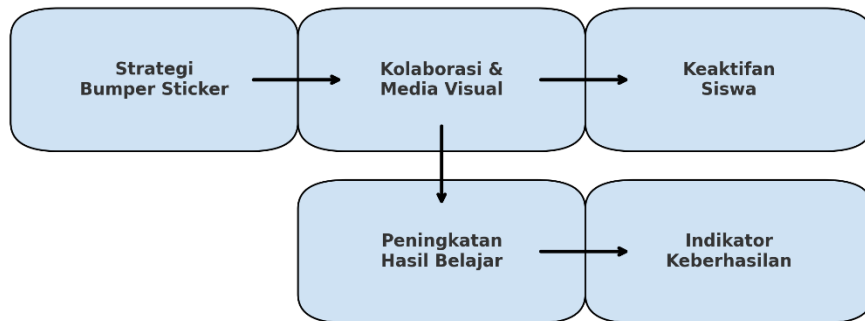 Strategi
Bumper Sticker
Kolaborasi &
Media Visual
Keaktifan
Siswa
Peningkatan
Hasil Belajar
Indikator
Keberhasilan